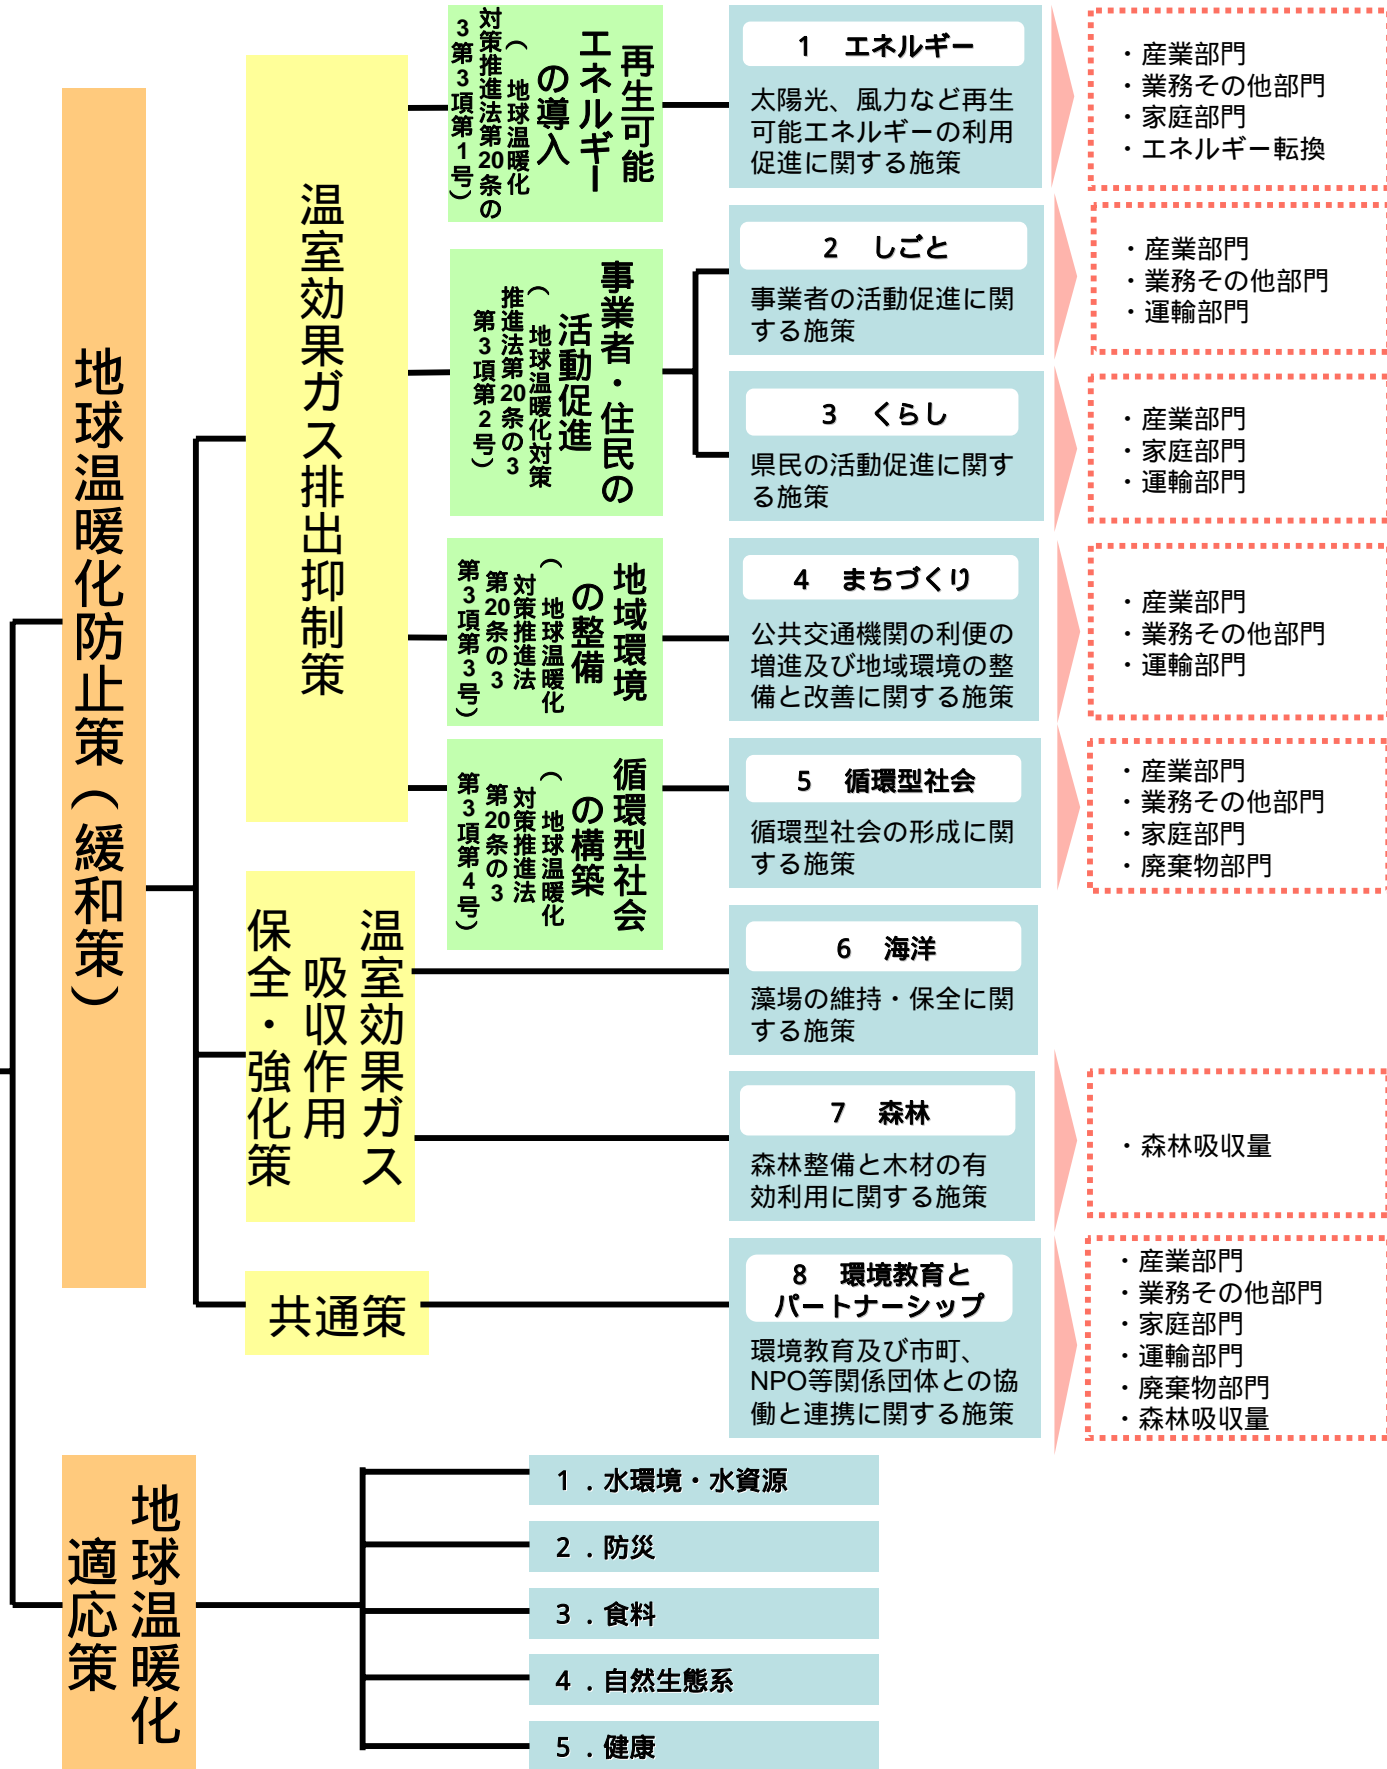 地球温暖化防止策（緩和策）
温室効果ガス排出抑制策
再生可能
エネルギー
の導入
（地球温暖化
対策推進法第20条の
3第3項第1号）
1 エネルギー
太陽光、風力など再生
可能エネルギーの利用
促進に関する施策
・産業部門
・業務その他部門
・家庭部門
・エネルギー転換
事業者・住民の
活動促進
（地球温暖化対策
推進法第20条の3
第3項第2号）
2 しごと
事業者の活動促進に関
する施策
・産業部門
・業務その他部門
・運輸部門
3 くらし
県民の活動促進に関す
る施策
・産業部門
・家庭部門
・運輸部門
地域環境
の整備
（地球温暖化
対策推進法
第20条の3
第3項第3号）
4 まちづくり
公共交通機関の利便の
増進及び地域環境の整
備と改善に関する施策
・産業部門
・業務その他部門
・運輸部門
循環型社会
の構築
（地球温暖化
対策推進法
第20条の3
第3項第4号）
5 循環型社会
循環型社会の形成に関
する施策
・産業部門
・業務その他部門
・家庭部門
・廃棄物部門
温室効果ガス
吸収作用
保全・強化策
6 海洋
藻場の維持・保全に関
する施策
7 森林
森林整備と木材の有
効利用に関する施策
・森林吸収量
共通策
8 環境教育と
パートナーシップ
環境教育及び市町、
NPO等関係団体との協
働と連携に関する施策
・産業部門
・業務その他部門
・家庭部門
・運輸部門
・廃棄物部門
・森林吸収量
地球温暖化
適応策
1．水環境・水資源
2．防災
3．食料
4．自然生態系
5．健康